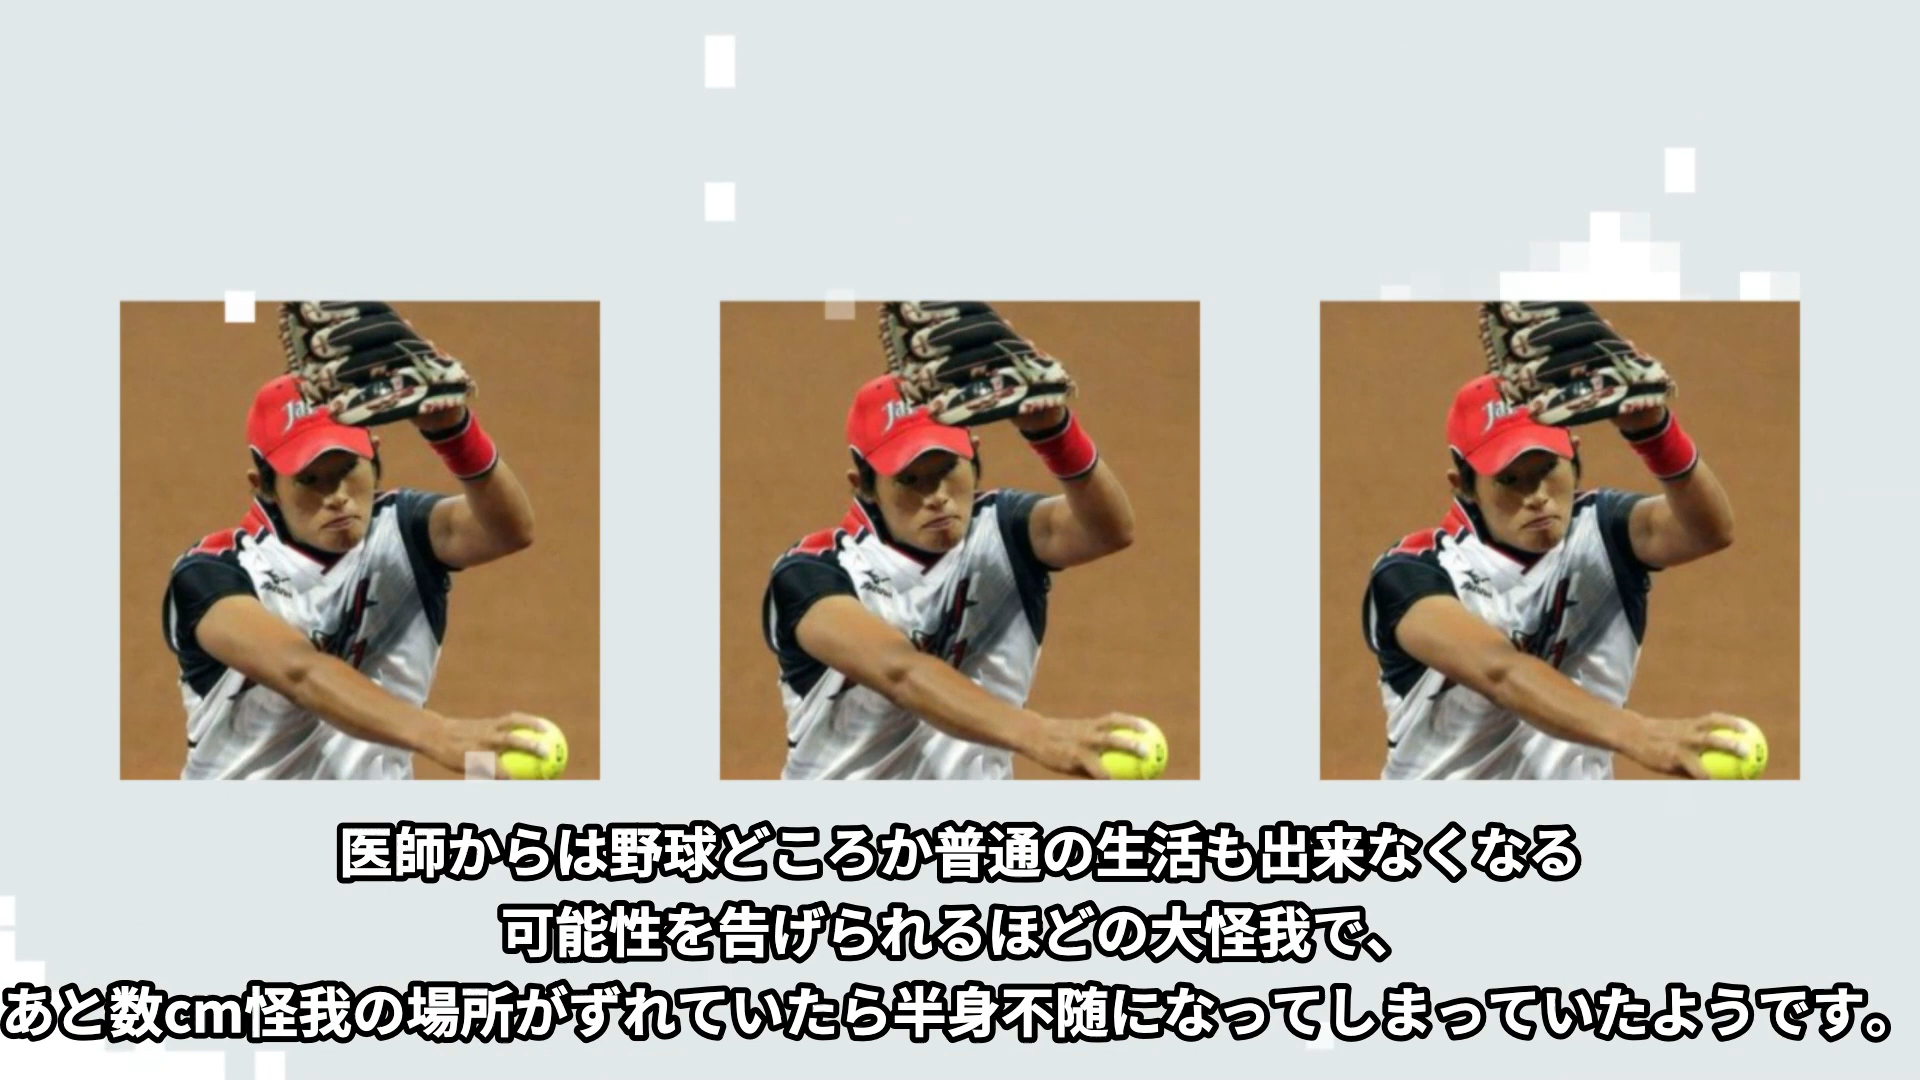 医師からは野球どころか普通の生活も出来なくなる
可能性を告げられるほどの大怪我で、
あと数cm怪我の場所がずれていたら半身不随になってしまっていたようです。